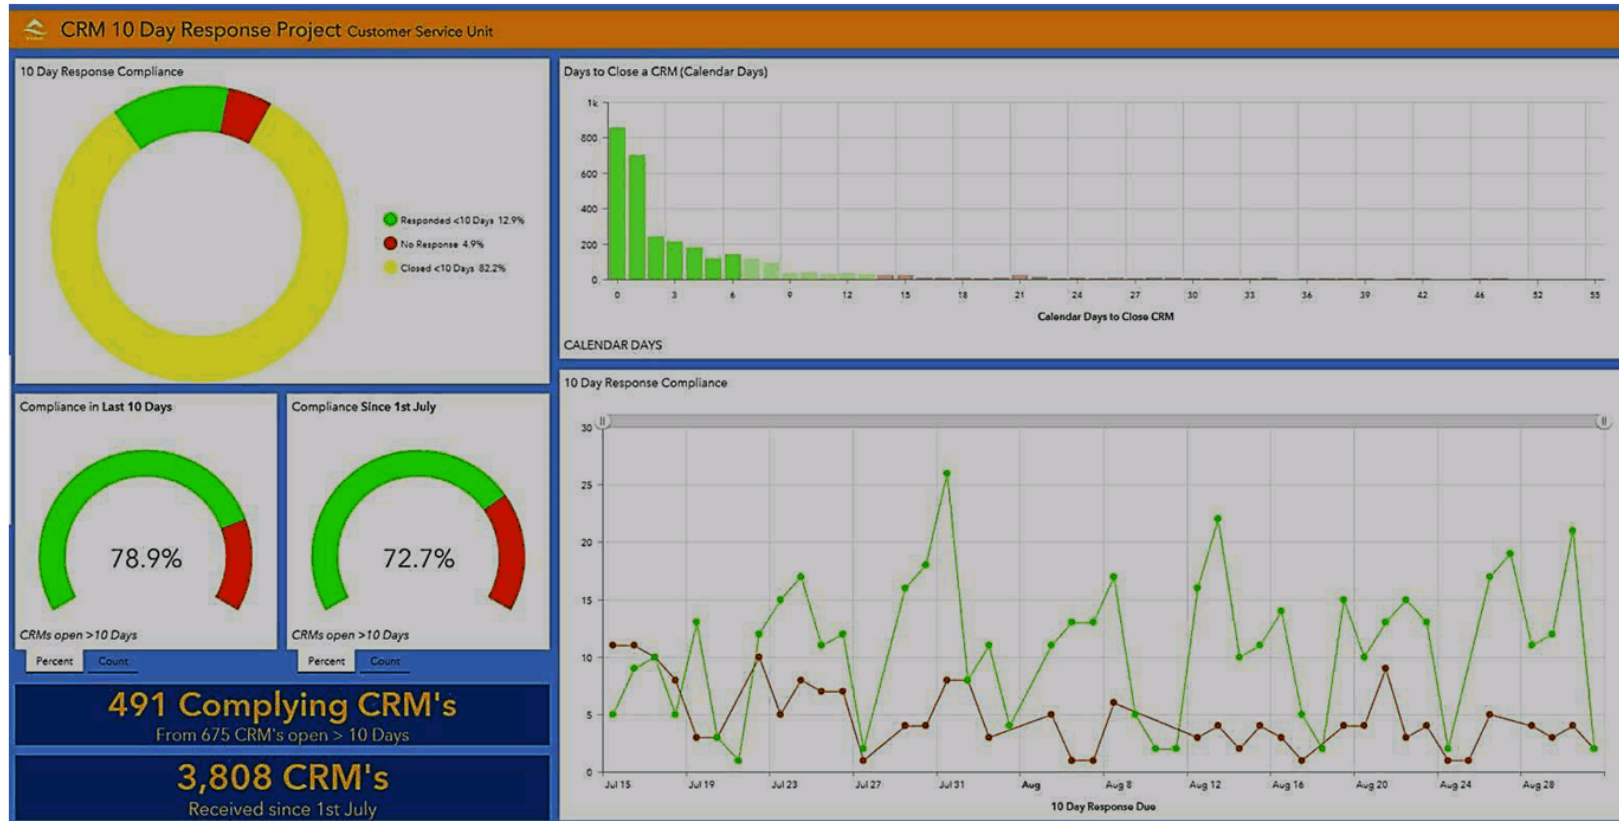 CRM 10 Day Response Project Customer Service Unit
10 Day Response Compliance
Responded <10 Days 12.9%
No Response 4.9%
Closed <10 Days 82.2%
Days to Close a CRM (Calendar Days)
1k
800
600
400
200
0
0 3 6 9 12 15 18 21 24 27 30 33 36 39 42 46 52 55
Calendar Days to Close CRM
CALENDAR DAYS
Compliance in Last 10 Days
78.9%
CRMs open >10 Days
Percent Count
Compliance Since 1st July
72.7%
CRMs open >10 Days
Percent Count
10 Day Response Compliance
30
25
20
15
10
5
0
Jul 15 Jul 19 Jul 23 Jul 27 Jul 31 Aug Aug 8 Aug 12 Aug 16 Aug 20 Aug 24 Aug 28
10 Day Response Due
491 Complying CRM's
From 675 CRM's open > 10 Days
3,808 CRM's
Received since 1st July